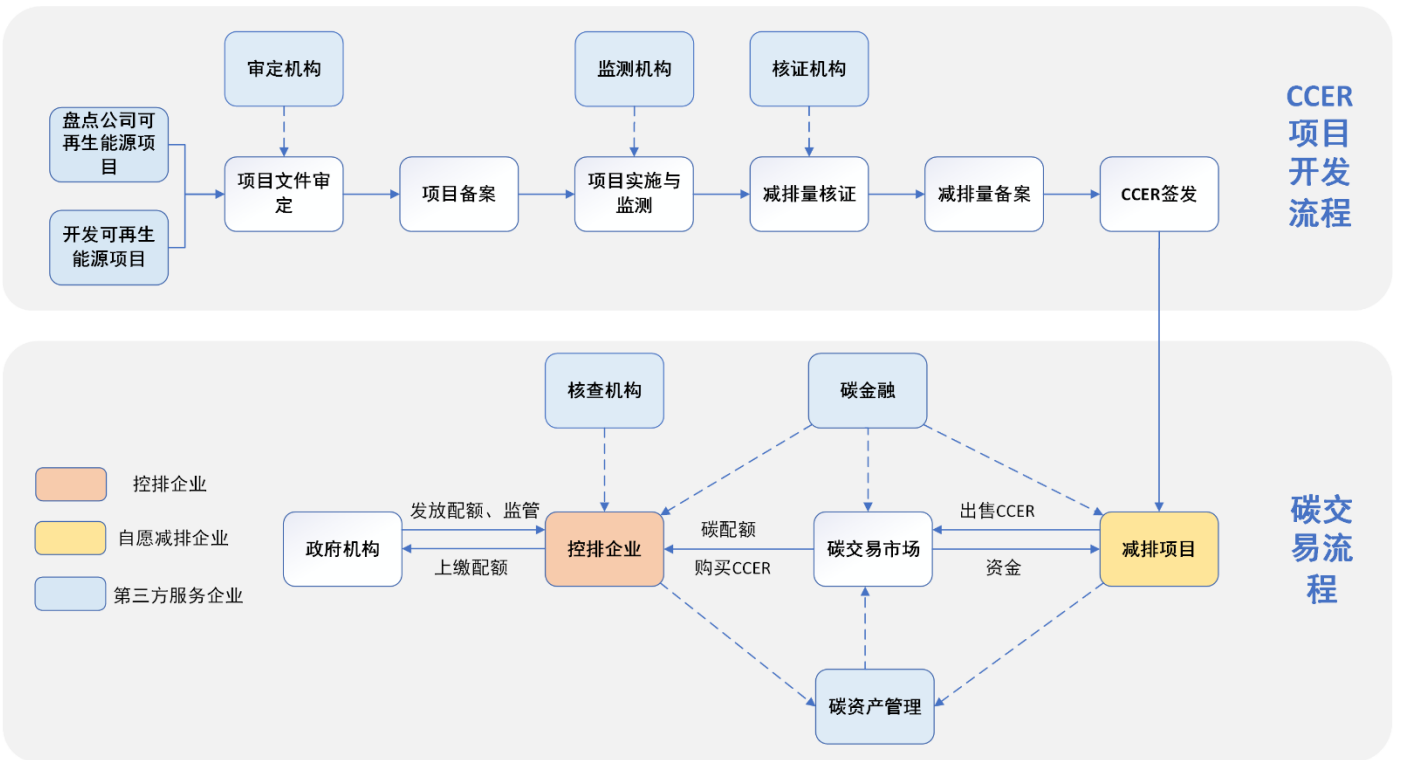 审定机构
监测机构
核证机构
盘点公司可
再生能源项
目
开发可再生
能源项目
项目文件审
定
项目备案
项目实施与
监测
减排量核证
减排量备案
CCER签发
CCER
项目
开发
流程
核查机构
碳金融
控排企业
自愿减排企业
第三方服务企业
政府机构
发放配额、监管
上缴配额
控排企业
碳配额
购买CCER
碳交易市场
出售CCER
资金
减排项目
碳资产管理
碳交
易流
程